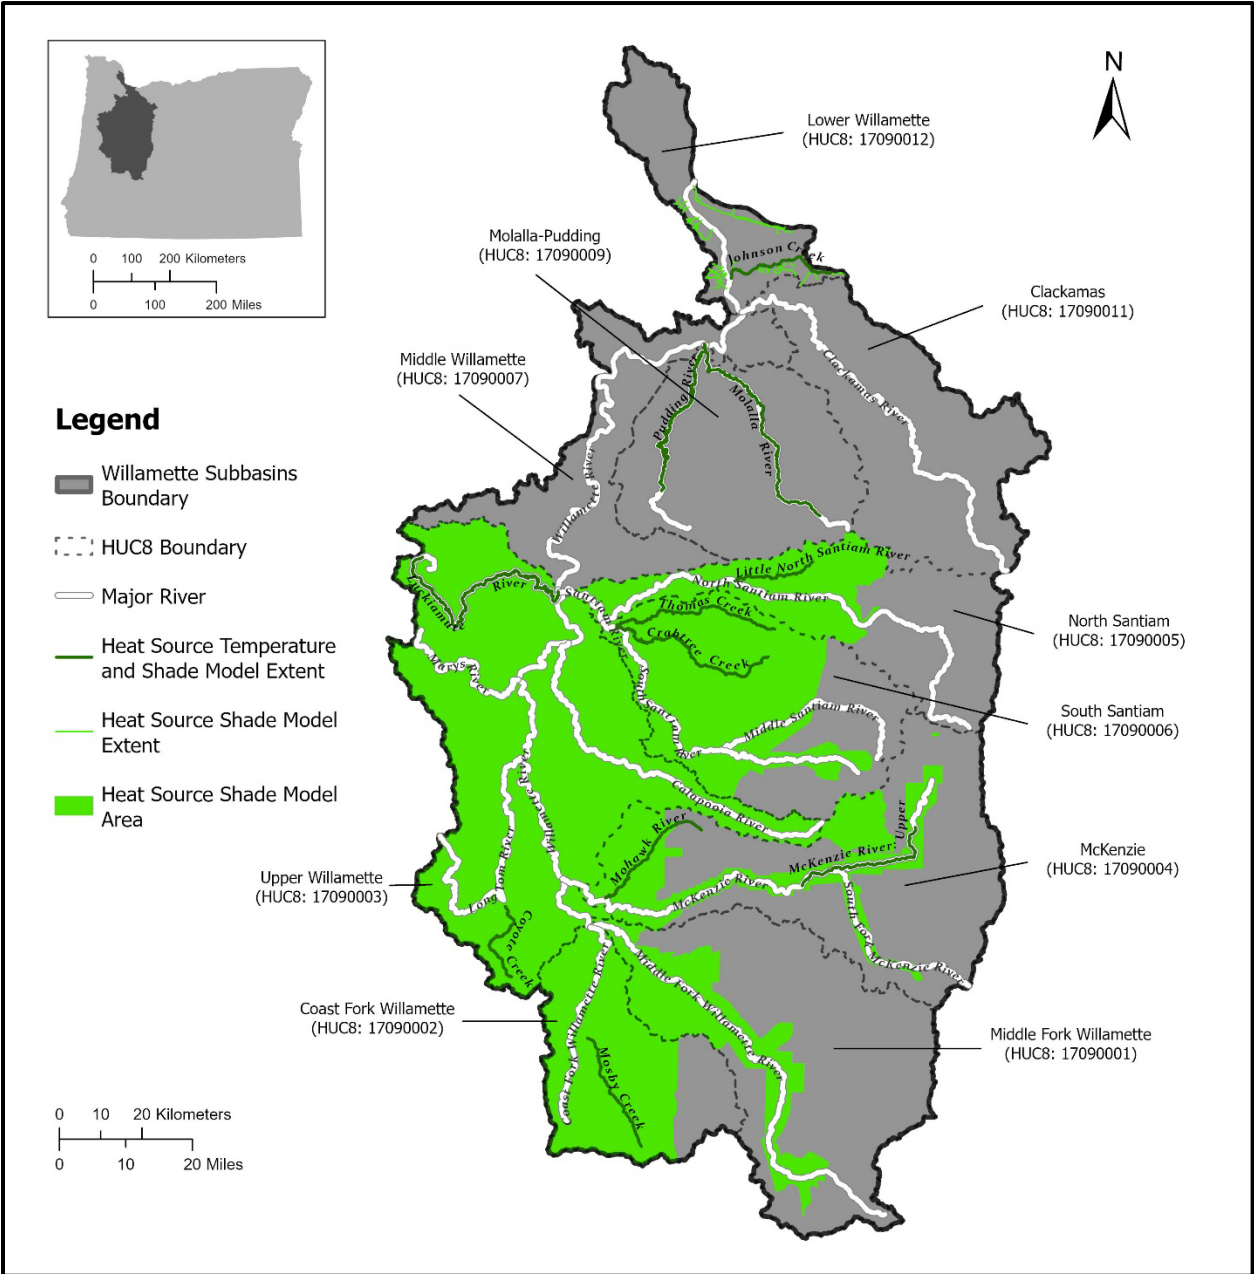 0 100 200 Kilometers
0 100 200 Miles
N
Lower Willamette
(HUC8: 17090012)
Molalla-Pudding
(HUC8: 17090009)
Johnson Creek
Clackamas
(HUC8: 17090011)
Middle Willamette
(HUC8: 17090007)
Clackamas River
Pudding River
Molalla River
Willamette River
Legend
Willamette Subbasins
Boundary
HUC8 Boundary
Major River
Heat Source Temperature
and Shade Model Extent
Heat Source Shade Model
Extent
Heat Source Shade Model
Area
Little North Santiam River
North Santiam River
Luckiamute River
Santiam River
Thomas Creek
Crabtree Creek
North Santiam
(HUC8: 17090005)
Marys River
South Santiam River
Middle Santiam River
South Santiam
(HUC8: 17090006)
Calapooia River
Willamette River
Mohawk River
McKenzie River: Upper
McKenzie River
McKenzie
(HUC8: 17090004)
Upper Willamette
(HUC8: 17090003)
Long Tom River
Coyote Creek
South Fork McKenzie River
Coast Fork Willamette
(HUC8: 17090002)
Coast Fork Willamette River
Middle Fork Willamette River
Middle Fork Willamette
(HUC8: 17090001)
Mosby Creek
0 10 20 Kilometers
0 10 20 Miles